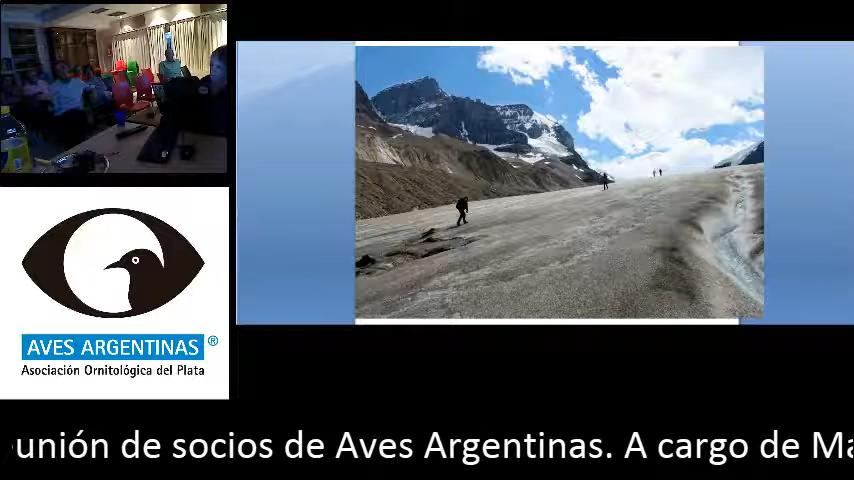 AVES ARGENTINAS ®
Asociación Ornitológica del Plata
unión de socios de Aves Argentinas. A cargo de Ma